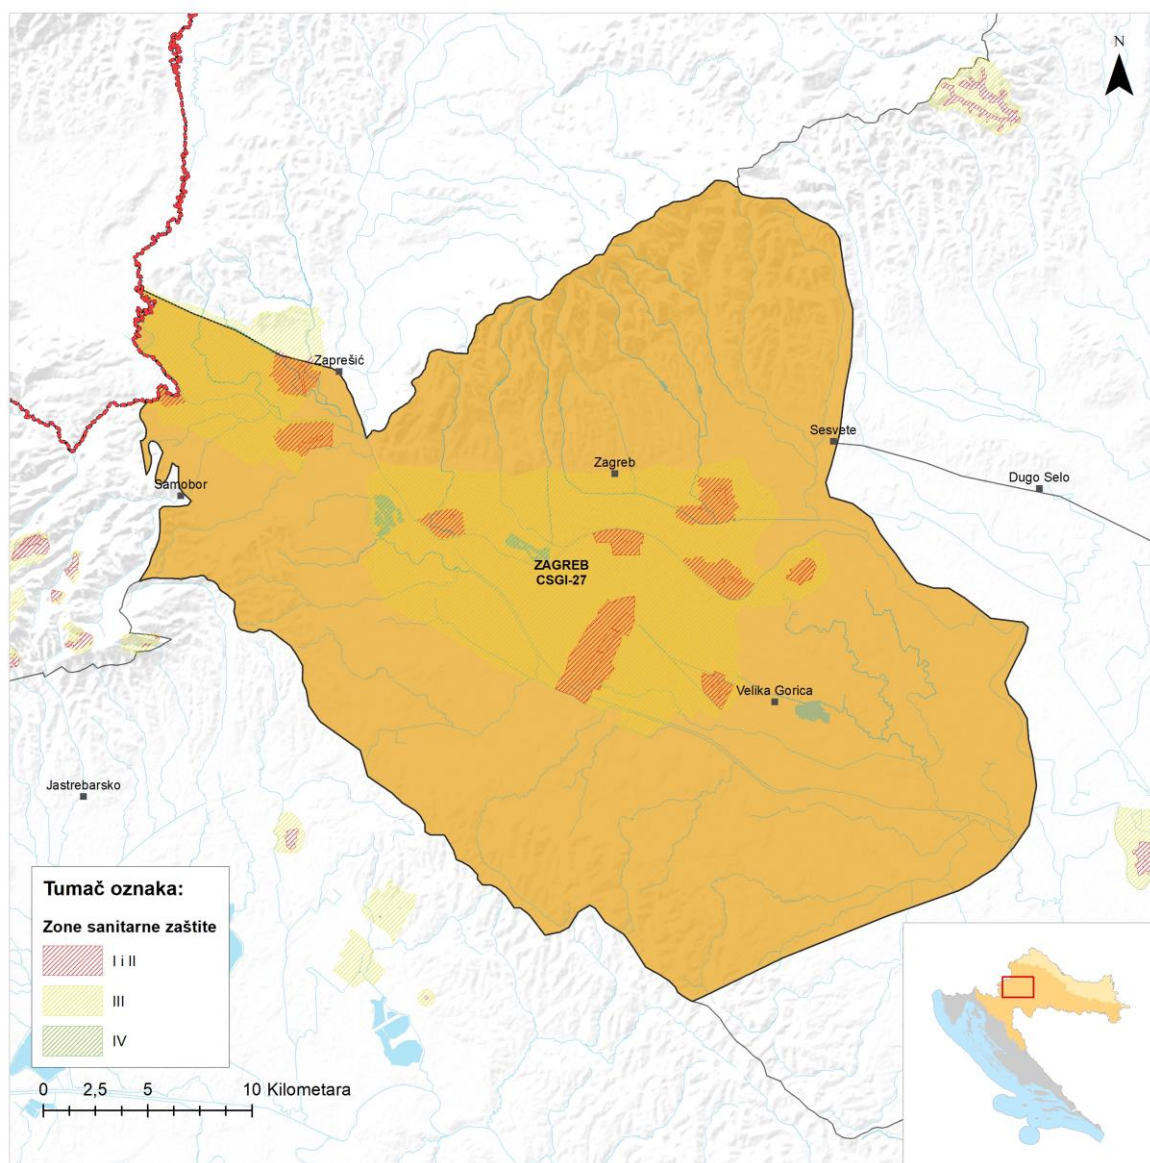 N
Zaprešić
Sesvete
Zagreb
Dugo Selo
Samobor
ZAGREB
CSGI-27
Velika Gorica
Jastrebarsko
Tumač oznaka:
Zone sanitarne zaštite
I i II
III
IV
0 2,5 5 10 Kilometara